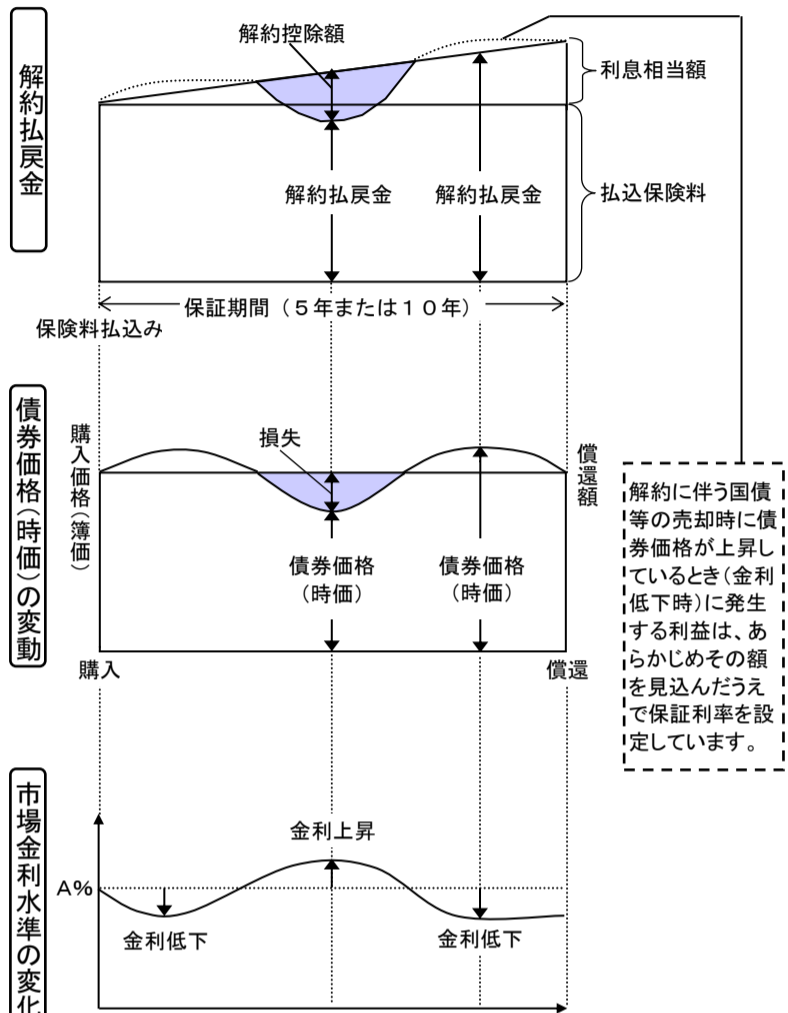 解約払戻金
解約控除額
利息相当額
解約払戻金
解約払戻金
払込保険料
保証期間(5年または10年)
保険料払込み
債券価格(時価)の変動
購入価格(簿価)
損失
償還額
債券価格
(時価)
債券価格
(時価)
購入
償還
解約に伴う国債
等の売却時に債
券価格が上昇し
ているとき(金利
低下時)に発生
する利益は、あ
らかじめその額
を見込んだうえ
で保証利率を設
定しています。
市場金利水準の変化
金利上昇
A%
金利低下
金利低下